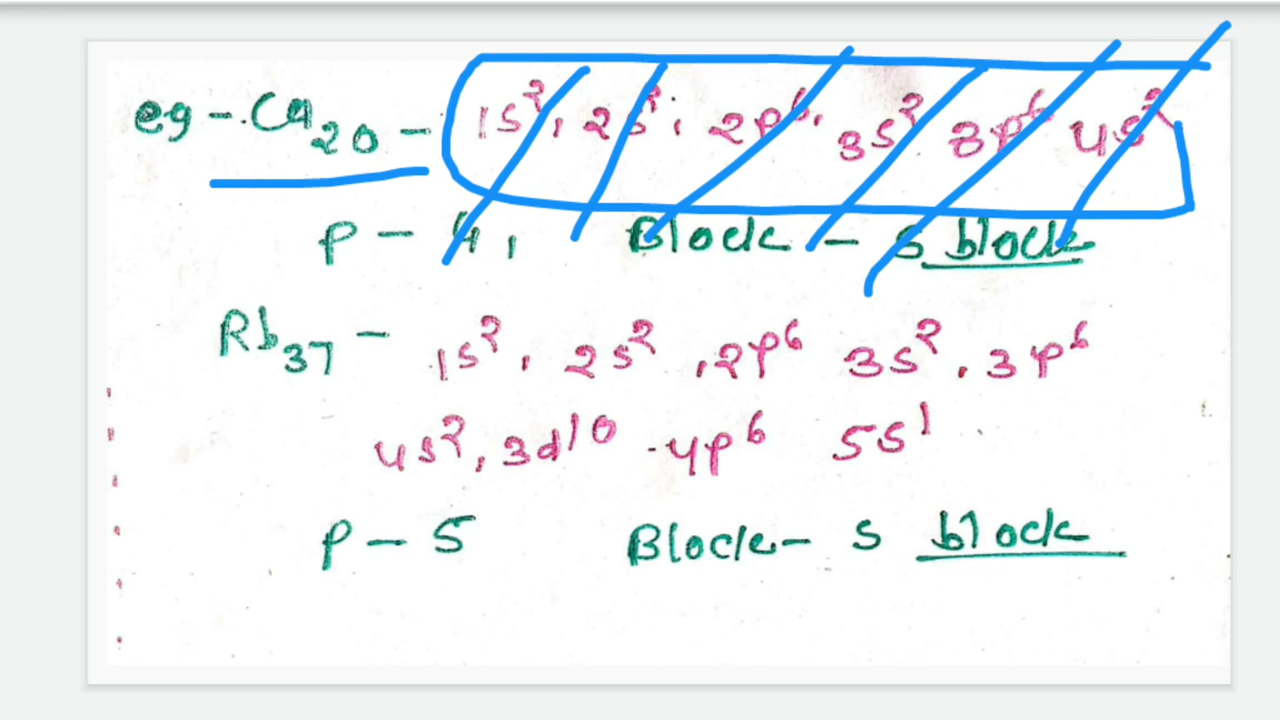 eg - Ca₂₀ - 1s², 2s², 2p⁶, 3s² 3p⁶ 4s²
P - 4, Block - s block
Rb₃₇ - 1s², 2s², 2p⁶ 3s², 3p⁶
4s², 3d¹⁰ 4p⁶ 5s¹
P - 5 Block - s block